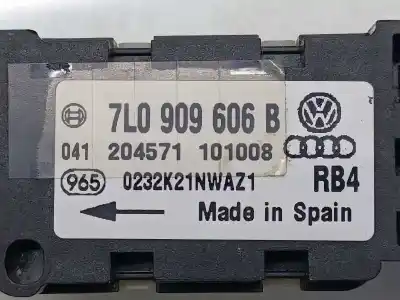 7L0 909 606 B
041 204571 101008
965 0232K21NWAZ1 RB4
Made in Spain